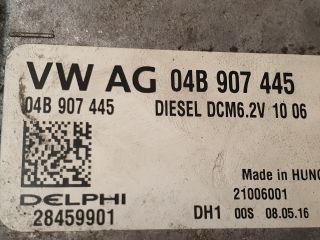 VW AG 04B 907 445
04B 907 445 DIESEL DCM6.2V 10 06
Made in HUNG
DELPHI 21006001
28459901 DH1 00S 08.05.16